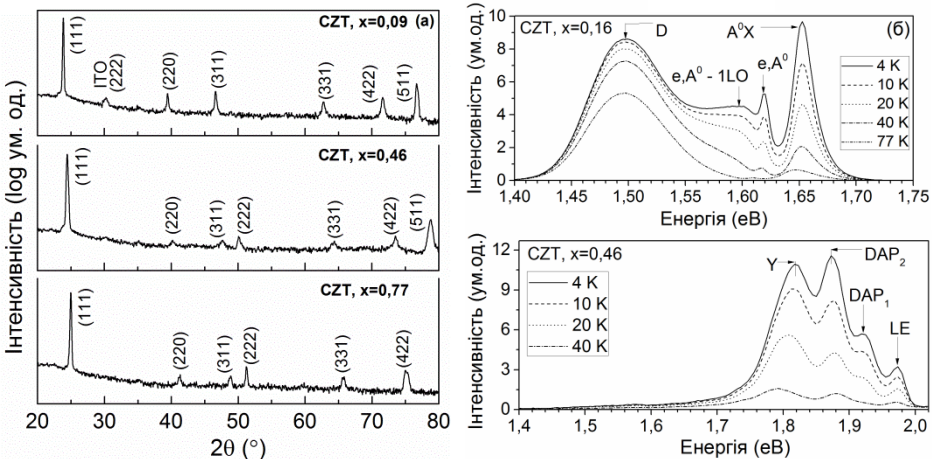 CZT, x=0,09 (a)
(111)
ITO
(222)
(220)
(311)
(331)
(422)
(511)
CZT, x=0,46
(111)
(220)
(311)
(222)
(331)
(422)
(511)
CZT, x=0,77
(111)
(220)
(311)
(222)
(331)
(422)
Інтенсивність (log ум. од.)
20 30 40 50 60 70 80
2θ (°)
CZT, x=0,16 (б)
D
A⁰X
e,A⁰ - 1LO
e,A⁰
4 K
10 K
20 K
40 K
77 K
Інтенсивність (ум. од.)
10
8
6
4
2
0
1,40 1,45 1,50 1,55 1,60 1,65 1,70 1,75
Енергія (еВ)
CZT, x=0,46
Y
DAP₂
DAP₁
LE
4 K
10 K
20 K
40 K
Інтенсивність (ум.од.)
12
9
6
3
0
1,4 1,5 1,6 1,7 1,8 1,9 2,0
Енергія (еВ)